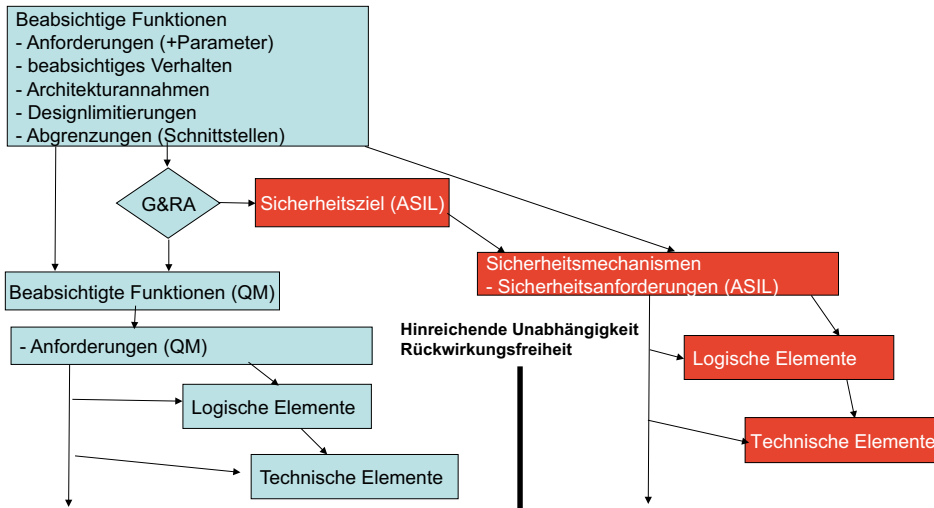 Beabsichtige Funktionen
- Anforderungen (+Parameter)
- beabsichtiges Verhalten
- Architekturannahmen
- Designlimitierungen
- Abgrenzungen (Schnittstellen)
G&RA
Sicherheitsziel (ASIL)
Sicherheitsmechanismen
- Sicherheitsanforderungen (ASIL)
Beabsichtigte Funktionen (QM)
- Anforderungen (QM)
Hinreichende Unabhängigkeit
Rückwirkungsfreiheit
Logische Elemente
Logische Elemente
Technische Elemente
Technische Elemente